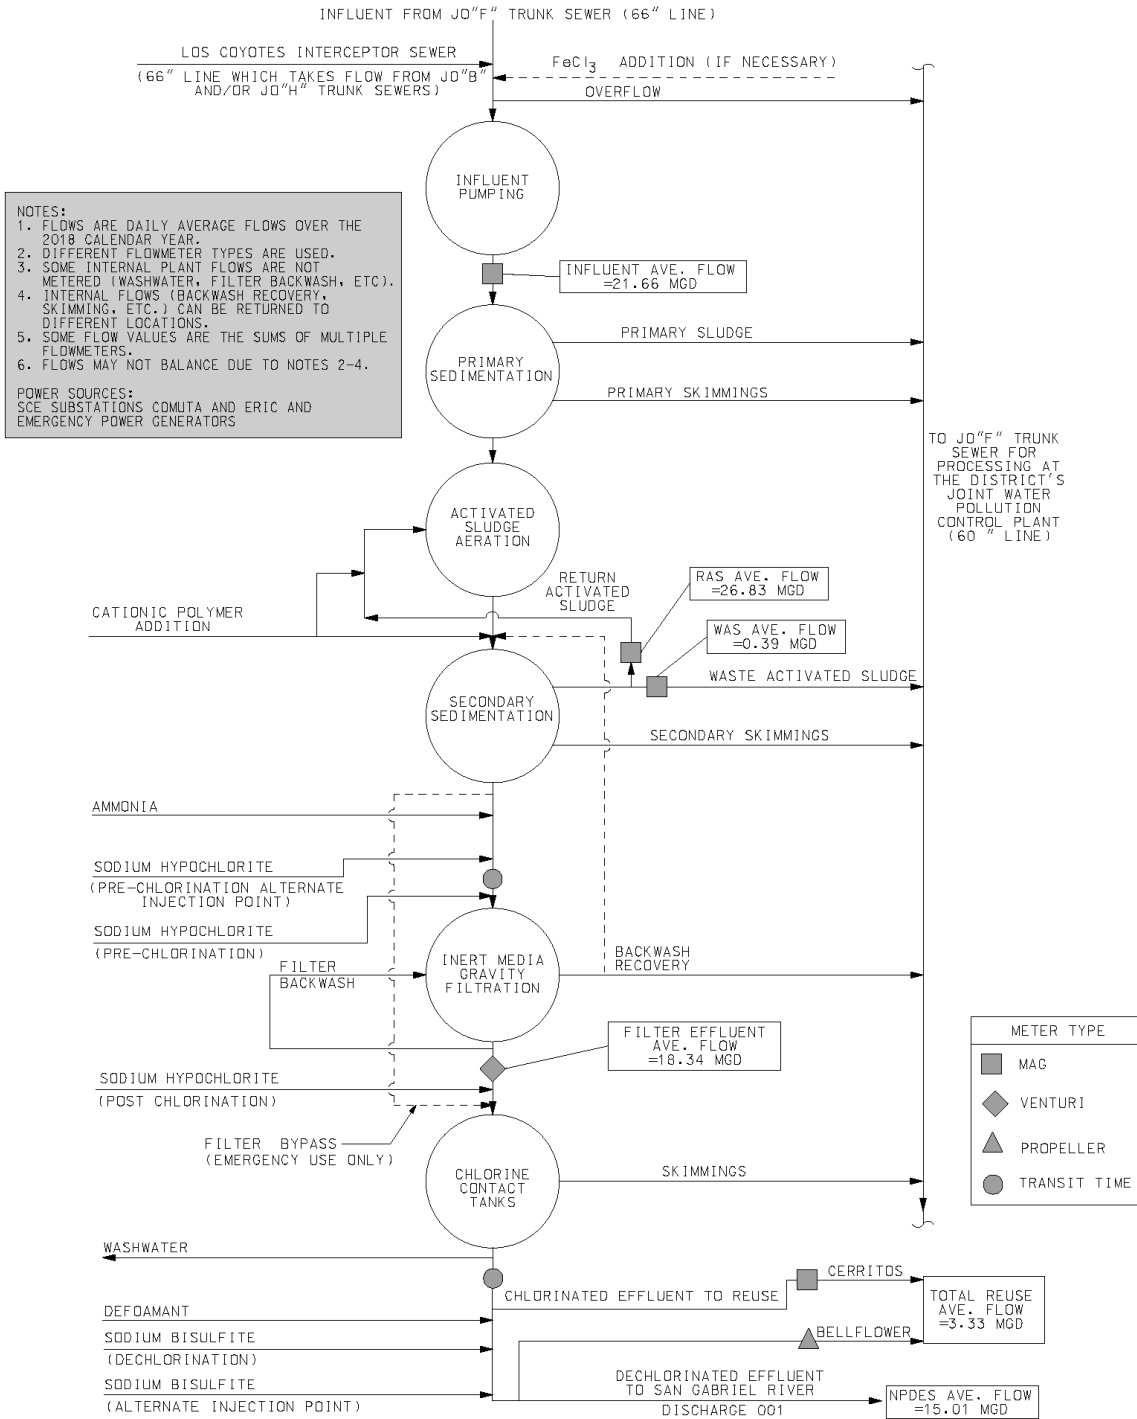 INFLUENT FROM JO"F" TRUNK SEWER (66" LINE)
LOS COYOTES INTERCEPTOR SEWER
(66" LINE WHICH TAKES FLOW FROM JO"B"
AND/OR JO"H" TRUNK SEWERS)
FeCl3 ADDITION (IF NECESSARY)
OVERFLOW
INFLUENT
PUMPING
NOTES:
1. FLOWS ARE DAILY AVERAGE FLOWS OVER THE
2018 CALENDAR YEAR.
2. DIFFERENT FLOWMETER TYPES ARE USED.
3. SOME INTERNAL PLANT FLOWS ARE NOT
METERED (WASHWATER, FILTER BACKWASH, ETC).
4. INTERNAL FLOWS (BACKWASH RECOVERY,
SKIMMING, ETC.) CAN BE RETURNED TO
DIFFERENT LOCATIONS.
5. SOME FLOW VALUES ARE THE SUMS OF MULTIPLE
FLOWMETERS.
6. FLOWS MAY NOT BALANCE DUE TO NOTES 2-4.
POWER SOURCES:
SCE SUBSTATIONS COMUTA AND ERIC AND
EMERGENCY POWER GENERATORS
INFLUENT AVE. FLOW
=21.66 MGD
PRIMARY SLUDGE
PRIMARY
SEDIMENTATION
PRIMARY SKIMMINGS
TO JO"F" TRUNK
SEWER FOR
PROCESSING AT
THE DISTRICT'S
JOINT WATER
POLLUTION
CONTROL PLANT
(60 " LINE)
ACTIVATED
SLUDGE
AERATION
RETURN
ACTIVATED
SLUDGE
RAS AVE. FLOW
=26.83 MGD
CATIONIC POLYMER
ADDITION
WAS AVE. FLOW
=0.39 MGD
WASTE ACTIVATED SLUDGE
SECONDARY
SEDIMENTATION
SECONDARY SKIMMINGS
AMMONIA
SODIUM HYPOCHLORITE
(PRE-CHLORINATION ALTERNATE
INJECTION POINT)
SODIUM HYPOCHLORITE
(PRE-CHLORINATION)
FILTER
BACKWASH
INERT MEDIA
GRAVITY
FILTRATION
BACKWASH
RECOVERY
FILTER EFFLUENT
AVE. FLOW
=18.34 MGD
METER TYPE
MAG
VENTURI
PROPELLER
TRANSIT TIME
SODIUM HYPOCHLORITE
(POST CHLORINATION)
FILTER BYPASS
(EMERGENCY USE ONLY)
CHLORINE
CONTACT
TANKS
SKIMMINGS
WASHWATER
CERRITOS
CHLORINATED EFFLUENT TO REUSE
TOTAL REUSE
AVE. FLOW
=3.33 MGD
DEFOAMANT
BELLFLOWER
SODIUM BISULFITE
(DECHLORINATION)
SODIUM BISULFITE
(ALTERNATE INJECTION POINT)
DECHLORINATED EFFLUENT
TO SAN GABRIEL RIVER
DISCHARGE 001
NPDES AVE. FLOW
=15.01 MGD